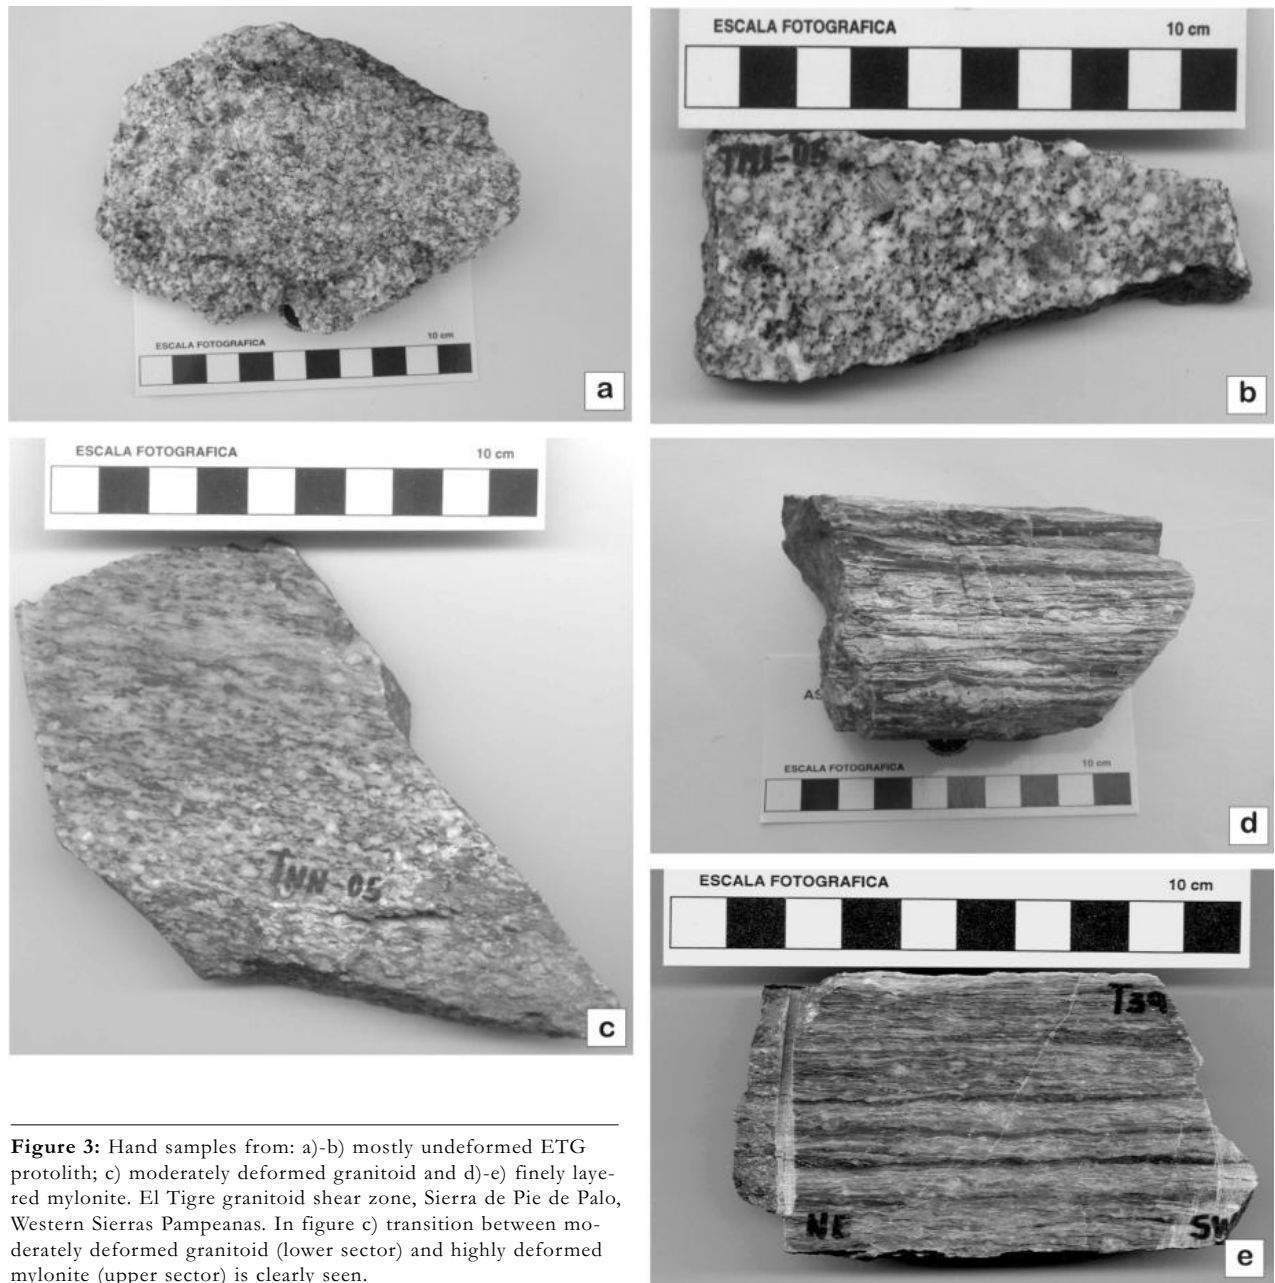 ESCALA FOTOGRAFICA 10 cm
a
ESCALA FOTOGRAFICA 10 cm
TM1-05
b
ESCALA FOTOGRAFICA 10 cm
TNN-05
c
AS
ESCALA FOTOGRAFICA 10 cm
d
ESCALA FOTOGRAFICA 10 cm
T39
NE SW
e
Figure 3: Hand samples from: a)-b) mostly undeformed ETG
protolith; c) moderately deformed granitoid and d)-e) finely laye-
red mylonite. El Tigre granitoid shear zone, Sierra de Pie de Palo,
Western Sierras Pampeanas. In figure c) transition between mo-
derately deformed granitoid (lower sector) and highly deformed
mylonite (upper sector) is clearly seen.